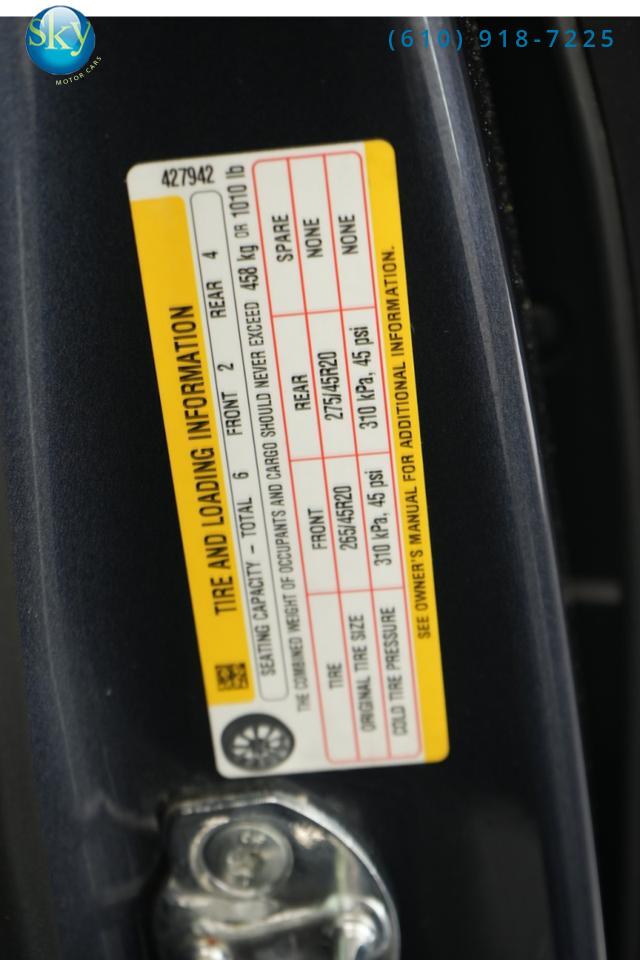 Sky
MOTOR CARS
(610) 918-7225
427942
TIRE AND LOADING INFORMATION
SEATING CAPACITY – TOTAL 6 FRONT 2 REAR 4
THE COMBINED WEIGHT OF OCCUPANTS AND CARGO SHOULD NEVER EXCEED 458 kg OR 1010 lb
TIRE FRONT REAR SPARE
ORIGINAL TIRE SIZE 265/45R20 275/45R20 NONE
COLD TIRE PRESSURE 310 kPa, 45 psi 310 kPa, 45 psi NONE
SEE OWNER'S MANUAL FOR ADDITIONAL INFORMATION.